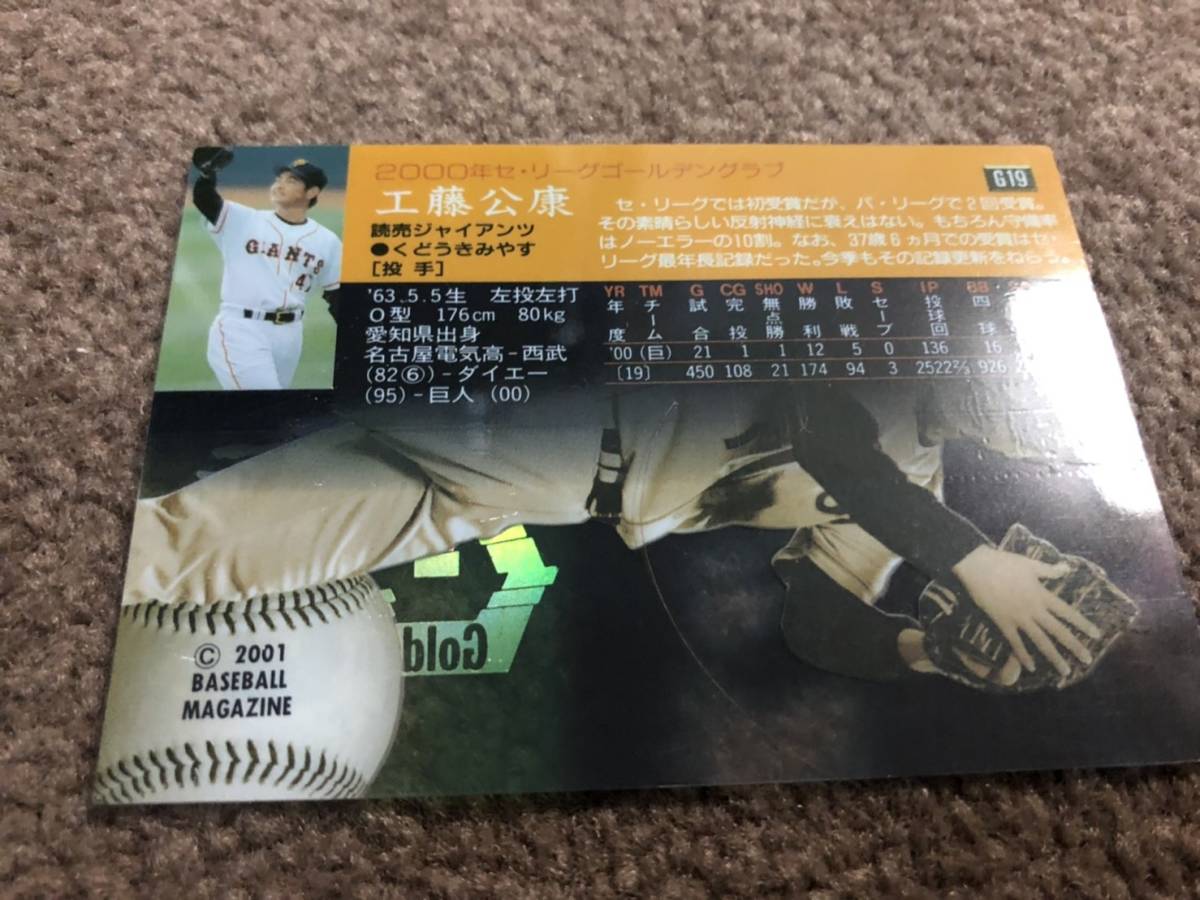 2000年セ・リーグゴールデングラブ
工藤公康
読売ジャイアンツ
●くどうきみやす
[投 手]
G19
セ・リーグでは初受賞だが、パ・リーグで2回受賞。
その素晴らしい反射神経に衰えはない。もちろん守備率
はノーエラーの10割。なお、37歳6ヵ月での受賞はセ・
リーグ最年長記録だった。今季もその記録更新をねらう。
GIANTS
47
'63.5.5生 左投左打
O型 176cm 80kg
愛知県出身
名古屋電気高-西武
(82⑥)-ダイエー
(95)-巨人 (00)
YR TM G CG SHO W L S IP BB
年度 チーム 試合 完投 無点勝 勝利 敗戦 セーブ 投球回 四球
'00 (巨) 21 1 1 12 5 0 136 16
[19] 450 108 21 174 94 3 2522⅔ 926
Gold
© 2001
BASEBALL
MAGAZINE